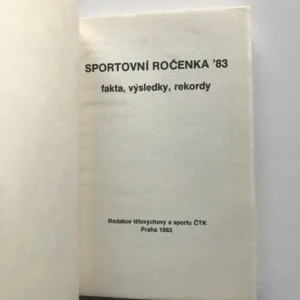 SPORTOVNÍ ROČENKA '83
fakta, výsledky, rekordy
Redakce tělovýchovy a sportu ČTK
Praha 1983